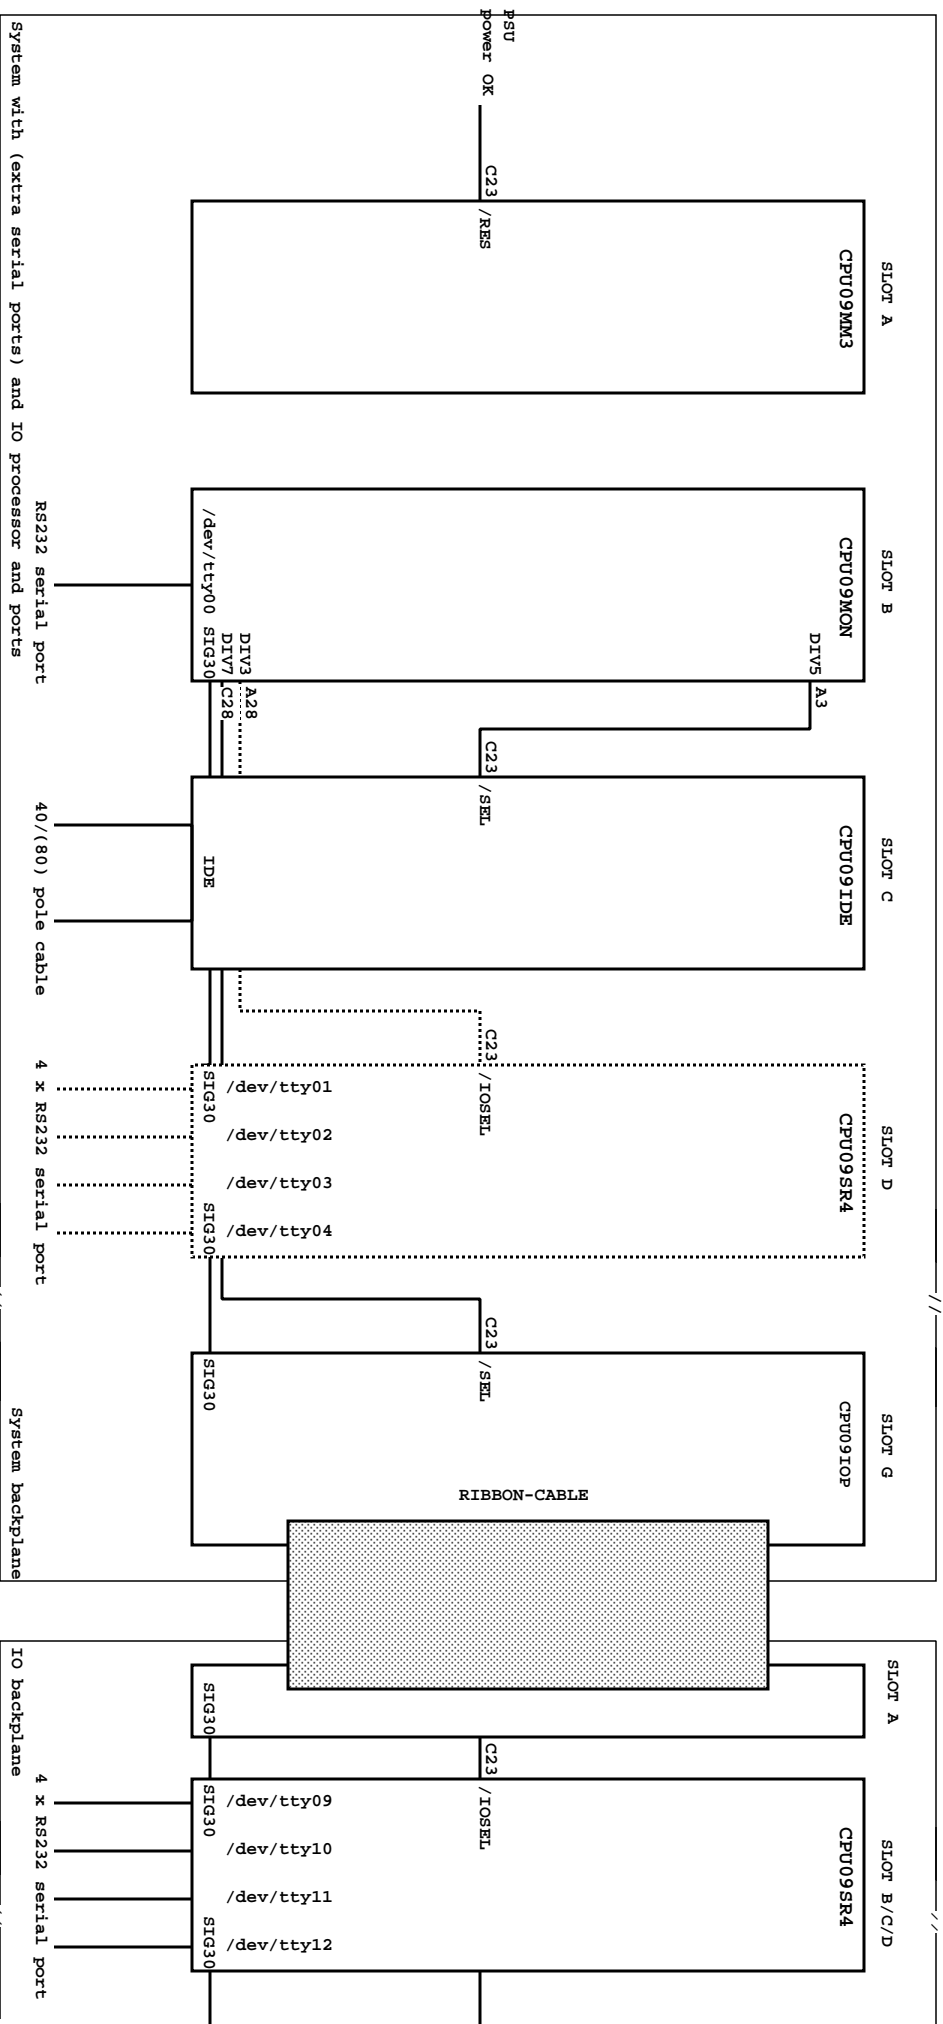 PSU
power OK
C23
/RES
SLOT A
CPU09MM3
SLOT B
CPU09MON
DIV5
A3
/dev/tty00
SIG30
DIV7
C28
DIV3
A28
RS232 serial port
SLOT C
CPU09IDE
C23
/SEL
IDE
40/(80) pole cable
SLOT D
CPU09SR4
C23
/IOSEL
SIG30
/dev/tty01
/dev/tty02
/dev/tty03
/dev/tty04
SIG30
4 x RS232 serial port
//
SLOT G
CPU09IOP
C23
/SEL
SIG30
RIBBON-CABLE
System with (extra serial ports) and IO processor and ports
System backplane
SLOT A
SIG30
C23
SLOT B/C/D
CPU09SR4
/IOSEL
SIG30
/dev/tty09
/dev/tty10
/dev/tty11
/dev/tty12
SIG30
4 x RS232 serial port
//
IO backplane